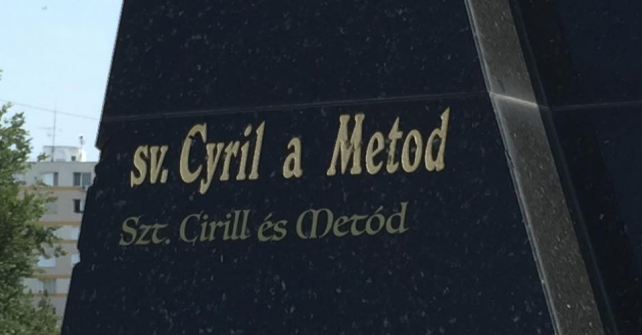 sv. Cyril a Metod
Szt. Cirill és Metód